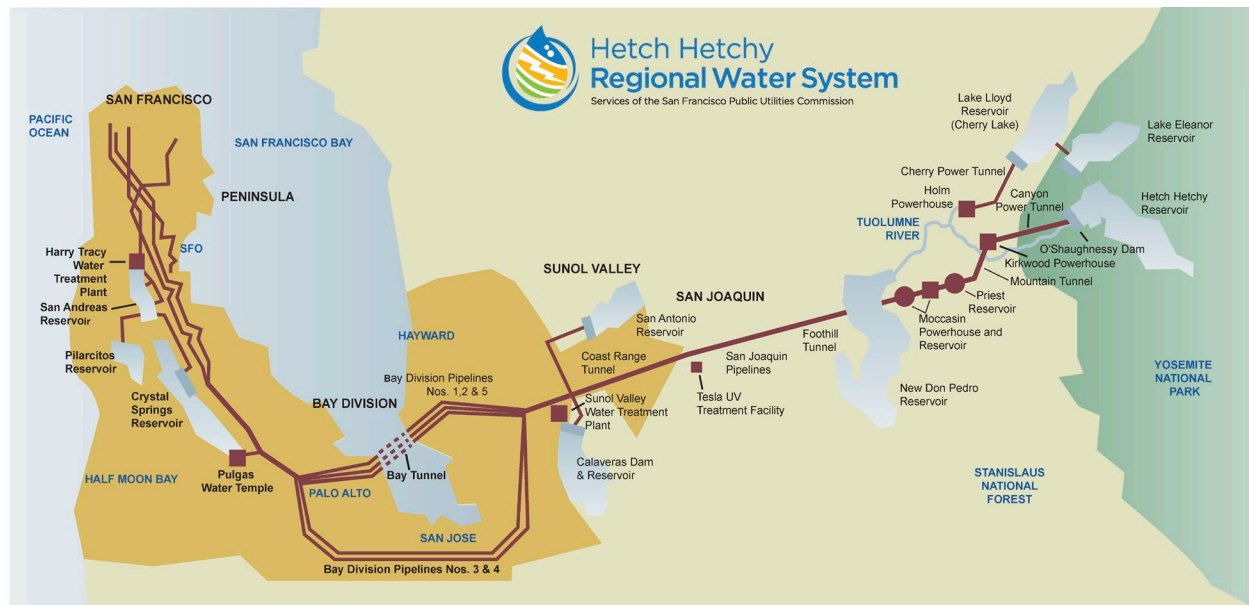 Hetch Hetchy
Regional Water System
Services of the San Francisco Public Utilities Commission
SAN FRANCISCO
PACIFIC
OCEAN
SAN FRANCISCO BAY
PENINSULA
SFO
Harry Tracy
Water
Treatment
Plant
San Andreas
Reservoir
Pilarcitos
Reservoir
Crystal
Springs
Reservoir
HALF MOON BAY
Pulgas
Water Temple
PALO ALTO
BAY DIVISION
Bay Division Pipelines
Nos. 1,2 & 5
HAYWARD
Bay Tunnel
SAN JOSE
Bay Division Pipelines Nos. 3 & 4
SUNOL VALLEY
San Antonio
Reservoir
Coast Range
Tunnel
Sunol Valley
Water Treatment
Plant
Calaveras Dam
& Reservoir
SAN JOAQUIN
San Joaquin
Pipelines
Tesla UV
Treatment Facility
Foothill
Tunnel
New Don Pedro
Reservoir
Moccasin
Powerhouse and
Reservoir
Priest
Reservoir
Mountain Tunnel
Kirkwood Powerhouse
O'Shaughnessy Dam
TUOLUMNE
RIVER
Holm
Powerhouse
Cherry Power Tunnel
Canyon
Power Tunnel
Lake Lloyd
Reservoir
(Cherry Lake)
Lake Eleanor
Reservoir
Hetch Hetchy
Reservoir
YOSEMITE
NATIONAL
PARK
STANISLAUS
NATIONAL
FOREST